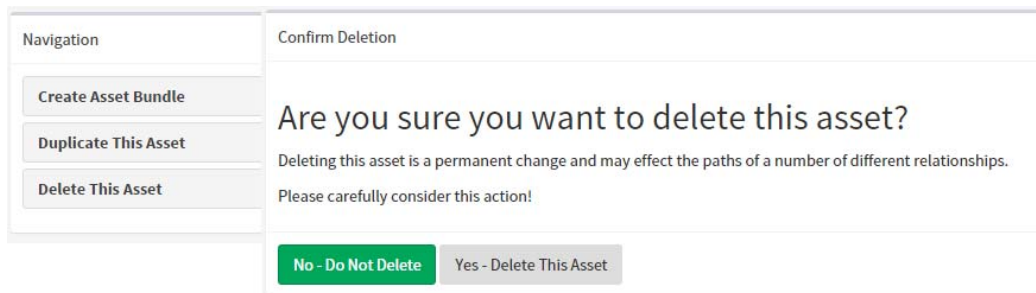 Navigation
Create Asset Bundle
Duplicate This Asset
Delete This Asset
Confirm Deletion
Are you sure you want to delete this asset?
Deleting this asset is a permanent change and may effect the paths of a number of different relationships.
Please carefully consider this action!
No - Do Not Delete
Yes - Delete This Asset